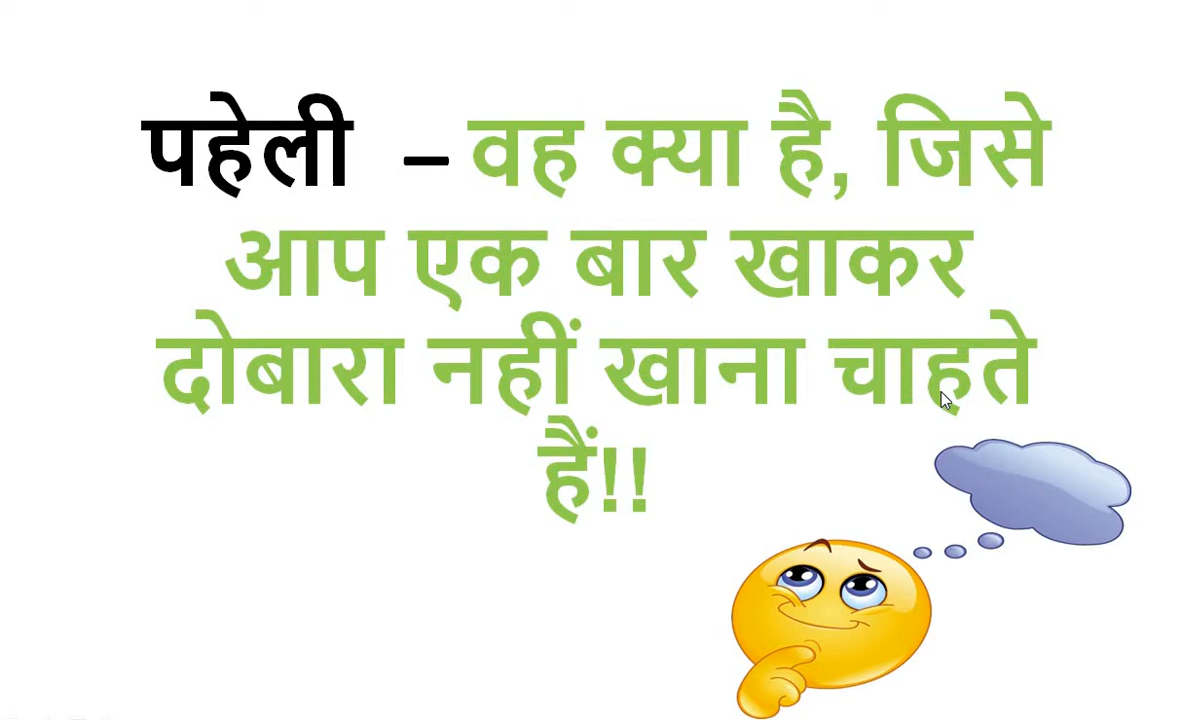 पहेली – वह क्या है, जिसे
आप एक बार खाकर
दोबारा नहीं खाना चाहते
हैं!!